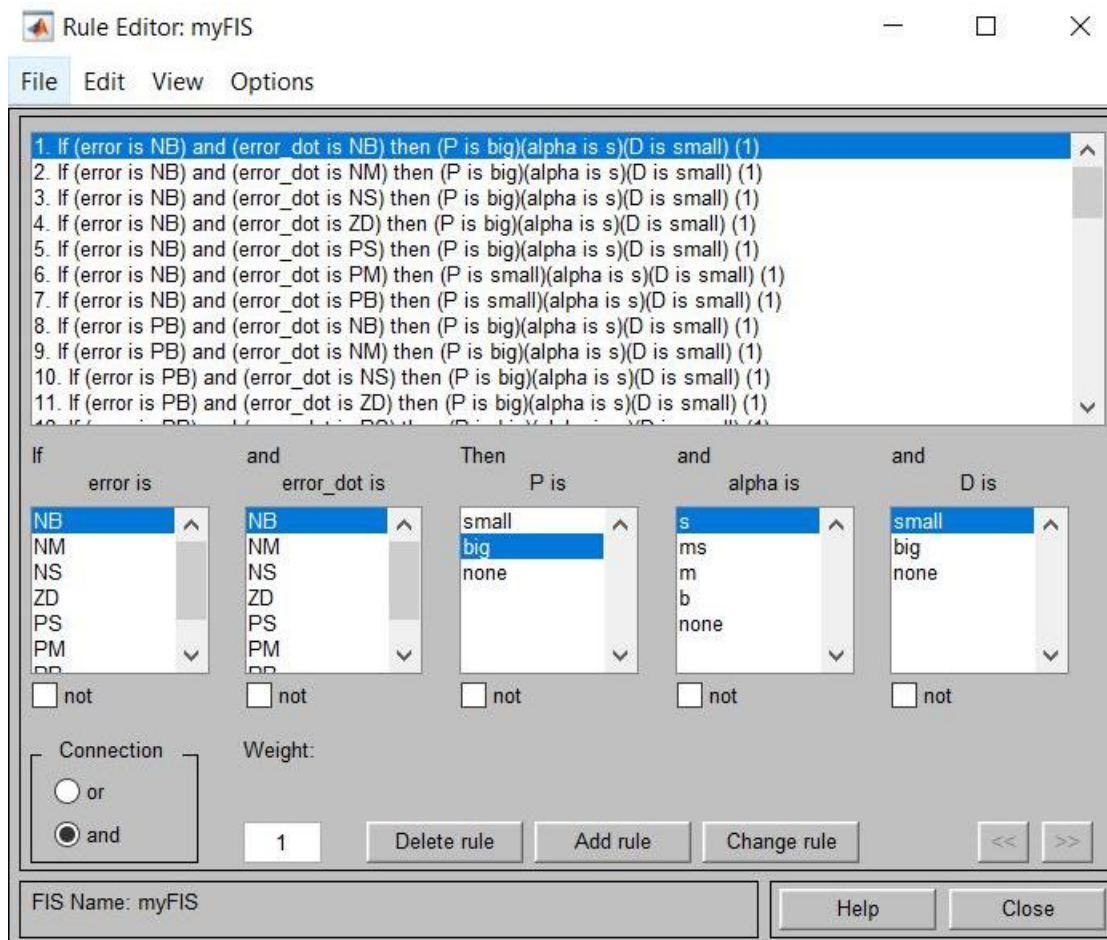 Rule Editor: myFIS
File Edit View Options
1. If (error is NB) and (error_dot is NB) then (P is big)(alpha is s)(D is small) (1)
2. If (error is NB) and (error_dot is NM) then (P is big)(alpha is s)(D is small) (1)
3. If (error is NB) and (error_dot is NS) then (P is big)(alpha is s)(D is small) (1)
4. If (error is NB) and (error_dot is ZD) then (P is big)(alpha is s)(D is small) (1)
5. If (error is NB) and (error_dot is PS) then (P is big)(alpha is s)(D is small) (1)
6. If (error is NB) and (error_dot is PM) then (P is small)(alpha is s)(D is small) (1)
7. If (error is NB) and (error_dot is PB) then (P is small)(alpha is s)(D is small) (1)
8. If (error is PB) and (error_dot is NB) then (P is big)(alpha is s)(D is small) (1)
9. If (error is PB) and (error_dot is NM) then (P is big)(alpha is s)(D is small) (1)
10. If (error is PB) and (error_dot is NS) then (P is big)(alpha is s)(D is small) (1)
11. If (error is PB) and (error_dot is ZD) then (P is big)(alpha is s)(D is small) (1)
If and Then and and
error is error_dot is P is alpha is D is
NB NB small s small
NM NM big ms big
NS NS none m none
ZD ZD b
PS PS none
PM PM
not not not not not
Connection Weight:
or
and 1 Delete rule Add rule Change rule << >>
FIS Name: myFIS Help Close